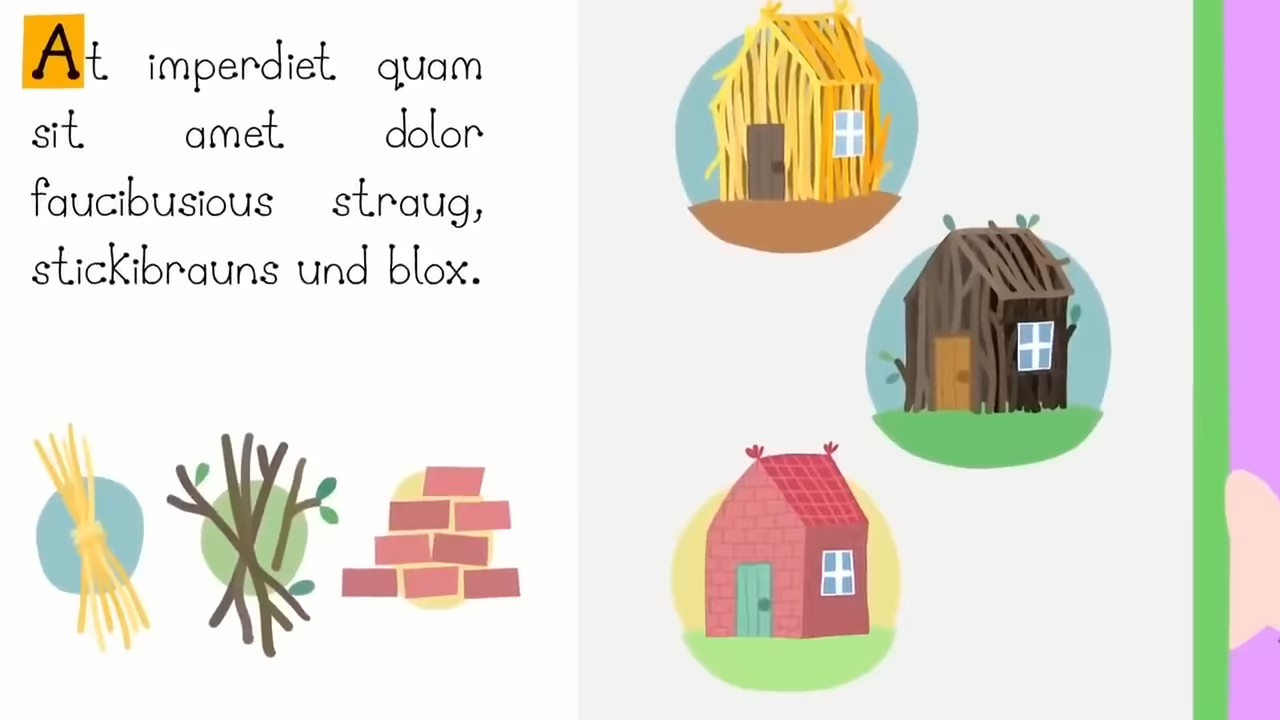 At imperdiet quam
sit amet dolor
faucibusious straug,
stickibrauns und blox.